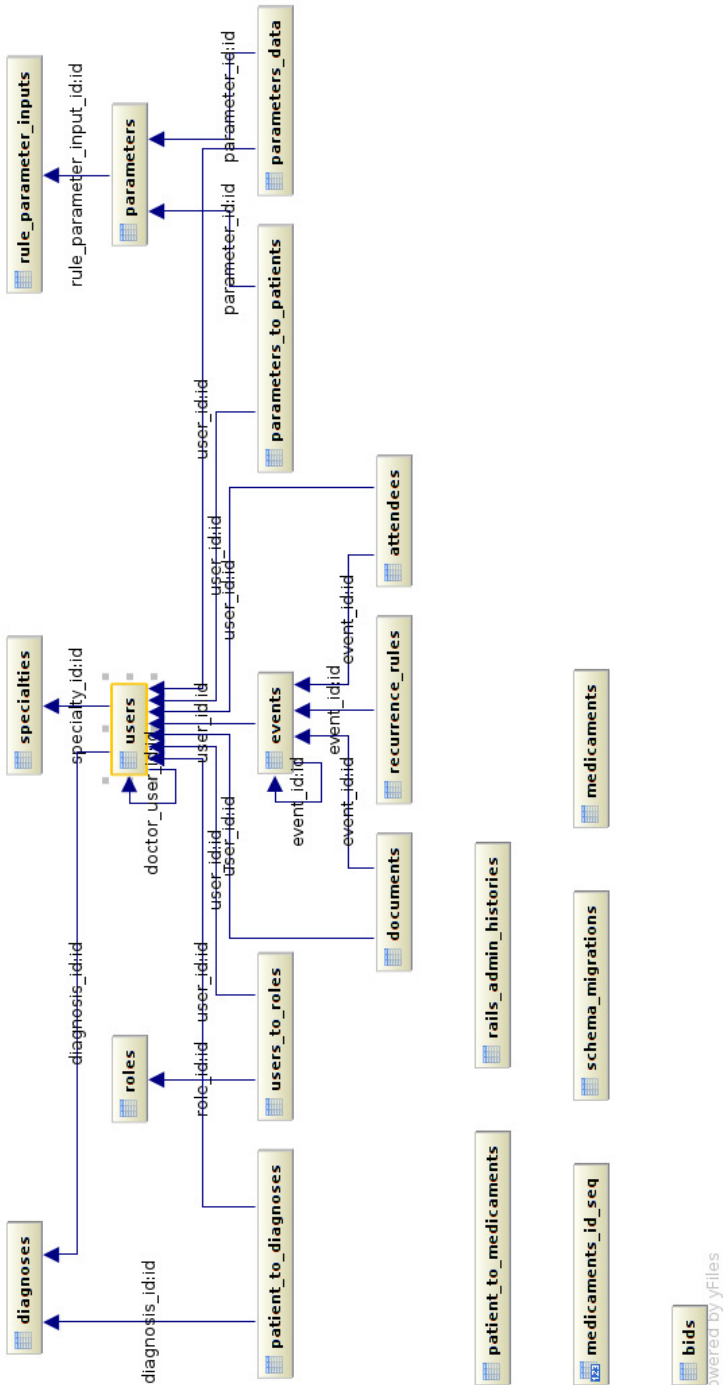 diagnoses
specialties
rule_parameter_inputs
diagnosis_id:id
specialty_id:id
rule_parameter_input_id:id
roles
users
parameters
diagnosis_id:id
doctor_user_id:id
role_id:id
user_id:id
user_id:id
user_id:id
user_id:id
user_id:id
user_id:id
user_id:id
parameter_id:id
parameter_id:id
patient_to_diagnoses
users_to_roles
events
parameters_to_patients
parameters_data
event_id:id
event_id:id
event_id:id
event_id:id
documents
recurrence_rules
attendees
patient_to_medicaments
rails_admin_histories
123
medicaments_id_seq
schema_migrations
medicaments
bids
owered by yFiles